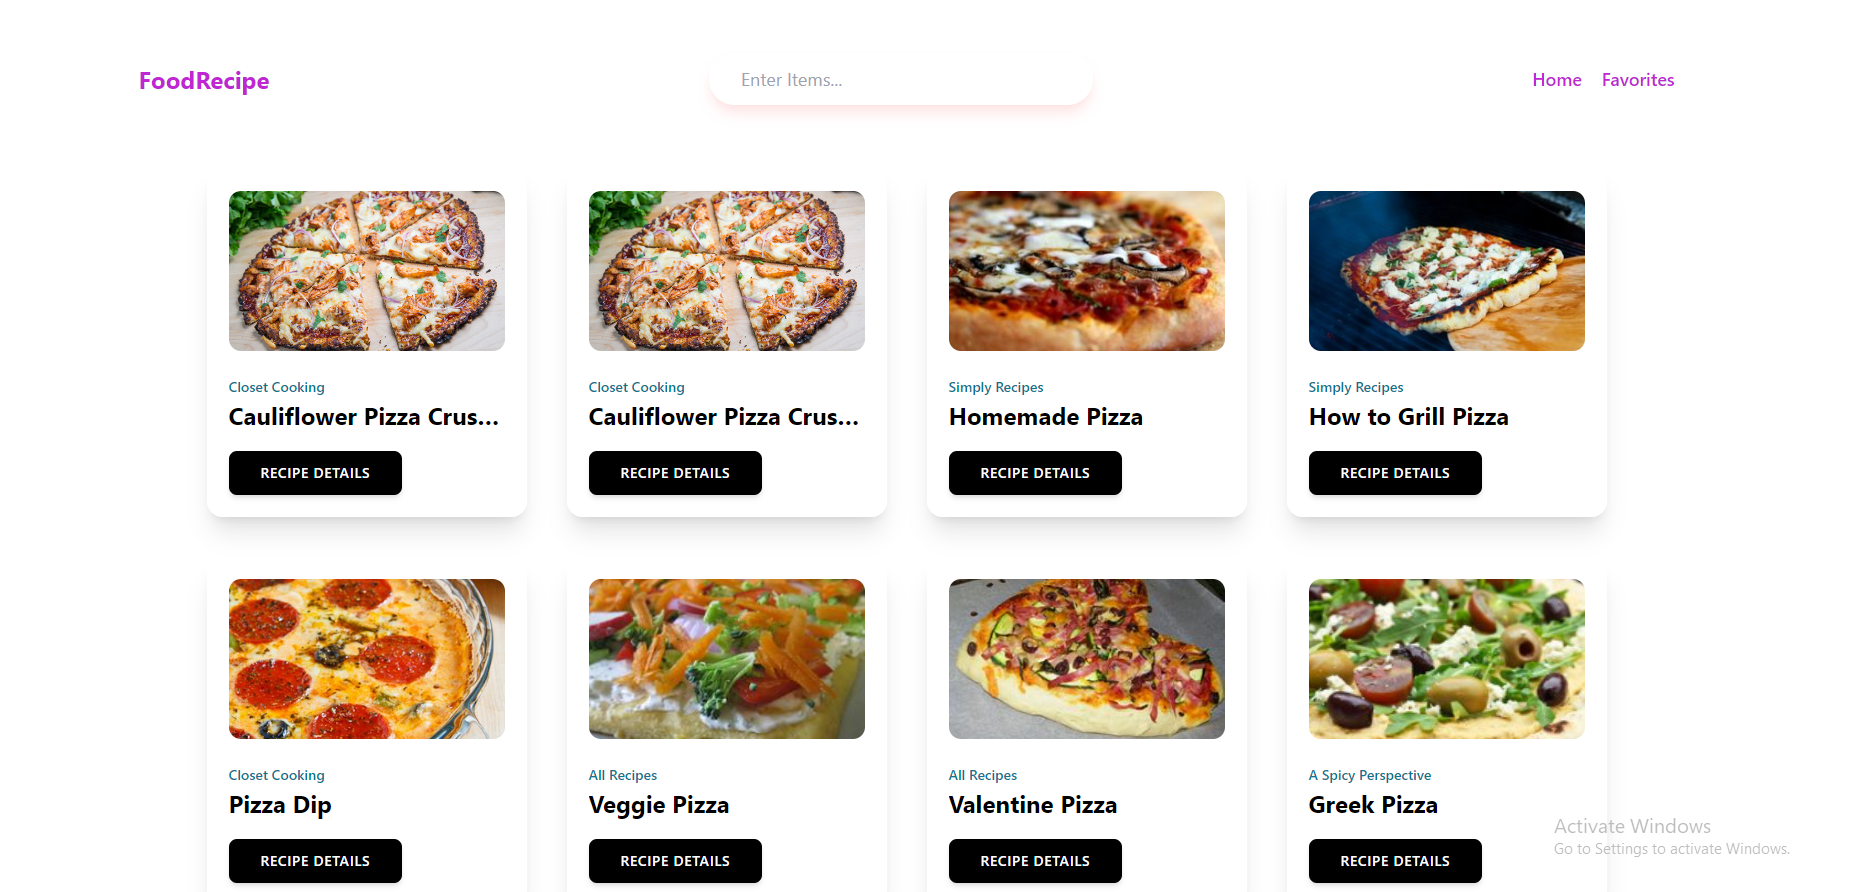 FoodRecipe
Enter Items...
Home
Favorites
Closet Cooking
Cauliflower Pizza Crus...
RECIPE DETAILS
Closet Cooking
Cauliflower Pizza Crus...
RECIPE DETAILS
Simply Recipes
Homemade Pizza
RECIPE DETAILS
Simply Recipes
How to Grill Pizza
RECIPE DETAILS
Closet Cooking
Pizza Dip
RECIPE DETAILS
All Recipes
Veggie Pizza
RECIPE DETAILS
All Recipes
Valentine Pizza
RECIPE DETAILS
A Spicy Perspective
Greek Pizza
RECIPE DETAILS
Activate Windows
Go to Settings to activate Windows.